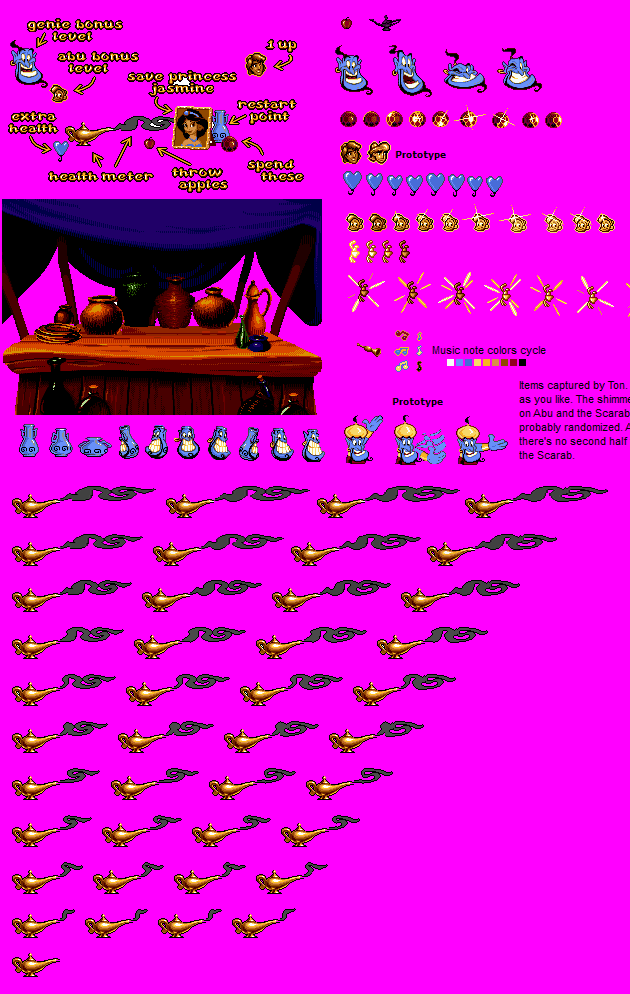 genie bonus
level
1 up
abu bonus
level
save princess
jasmine
restart
point
extra
health
health meter
throw
apples
spend
these
Prototype
Music note colors cycle
Prototype
Items captured by Ton.
as you like. The shimme
on Abu and the Scarab
probably randomized. A
there's no second half
the Scarab.